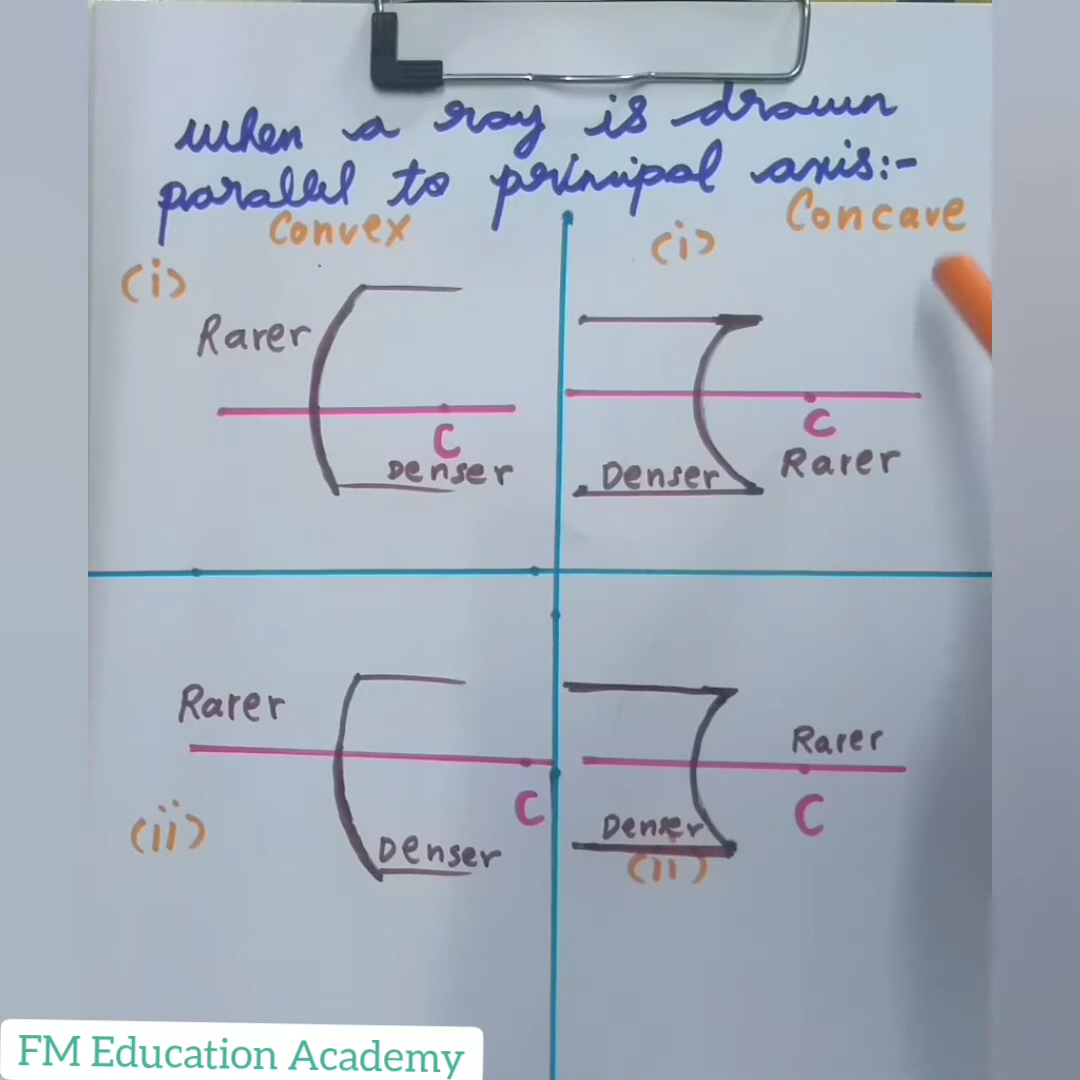 when a ray is drawn
parallel to principal axis:-
Convex
Concave
(i)
(i)
Rarer
C
Denser
C
Denser
Rarer
Rarer
C
Denser
(ii)
Rarer
C
Denser
(ii)
FM Education Academy